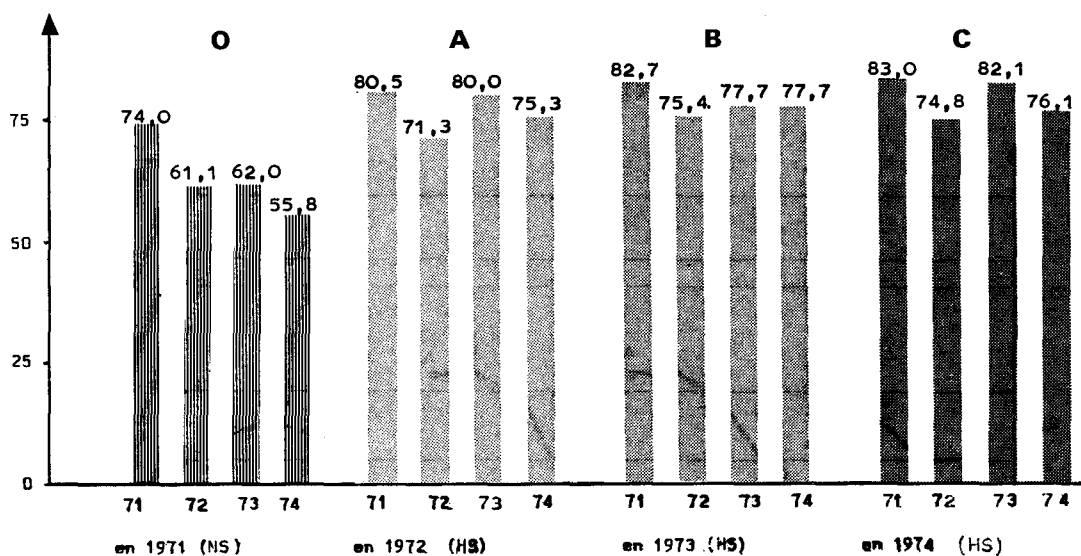 O A B C
83,0
82,7 82,1
80,5 80,0
77,7 77,7
75,3 75,4 74,8 76,1
75 74,0 71,3
61,1 62,0
55,8
50
25
0
71 72 73 74 71 72 73 74 71 72 73 74 71 72 73 74
en 1971 (NS) en 1972 (HS) en 1973 (HS) en 1974 (HS)